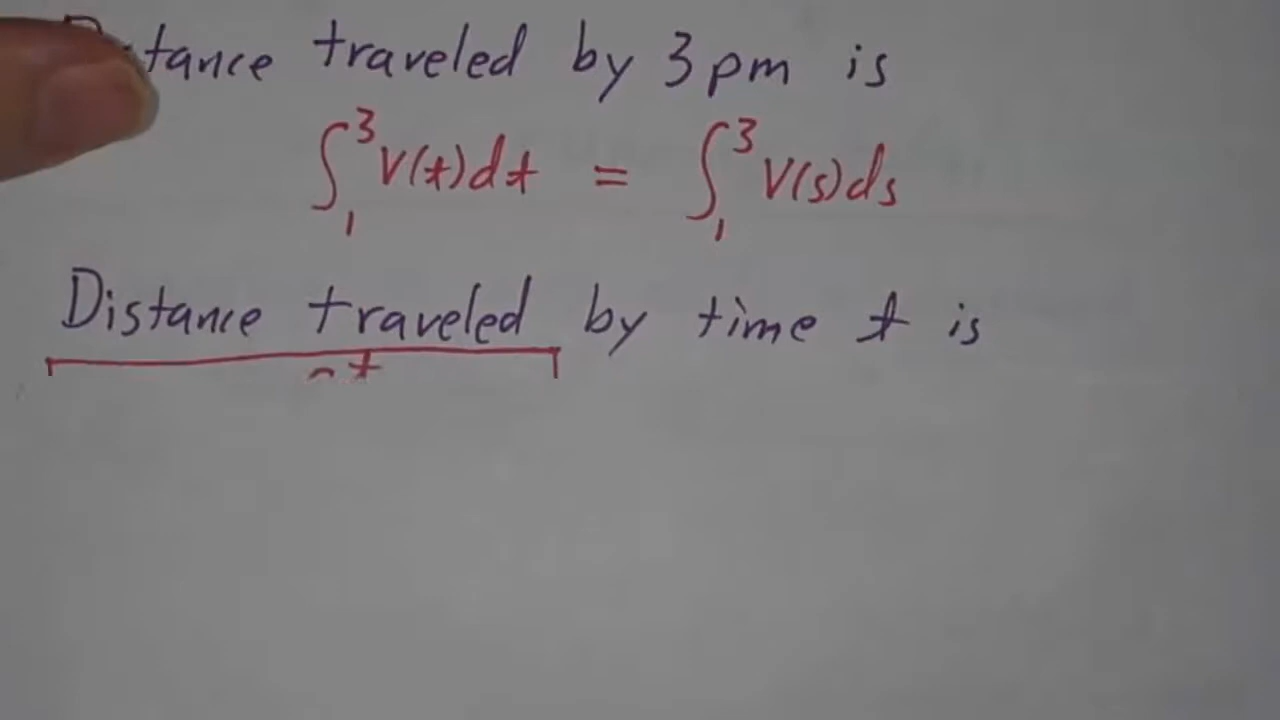 tance traveled by 3pm is
∫₁³ v(t)dt = ∫₁³ v(s)ds
Distance traveled by time t is